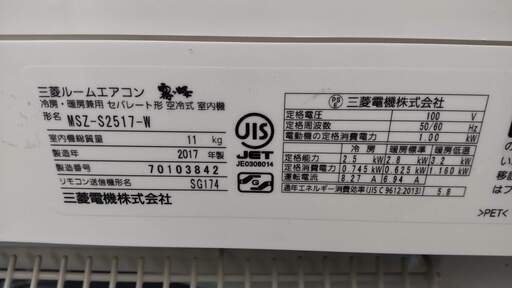 三菱ルームエアコン
冷房・暖房兼用 セパレート形 空冷式 室内機
形名 MSZ-S2517-W
室内機総質量 11 kg
製造年 2017 年製
製造番号 70103842
リモコン送信機形名 SG174
三菱電機株式会社
JIS
JET
JE0308014
S
PSE
三菱電機株式会社
定格電圧 100 V
定格周波数 50/60 Hz
電動機の定格消費電力 1.00 kW
冷房 暖房標準 暖房低温
定格能力 2.5 kW 2.8 kW 3.2 kW
定格消費電力 0.745 kW 0.625 kW 1.160 kW
運転電流 8.27 A 6.94 A
通年エネルギー消費効率(JIS C 9612:2013) 5.8
>PET<